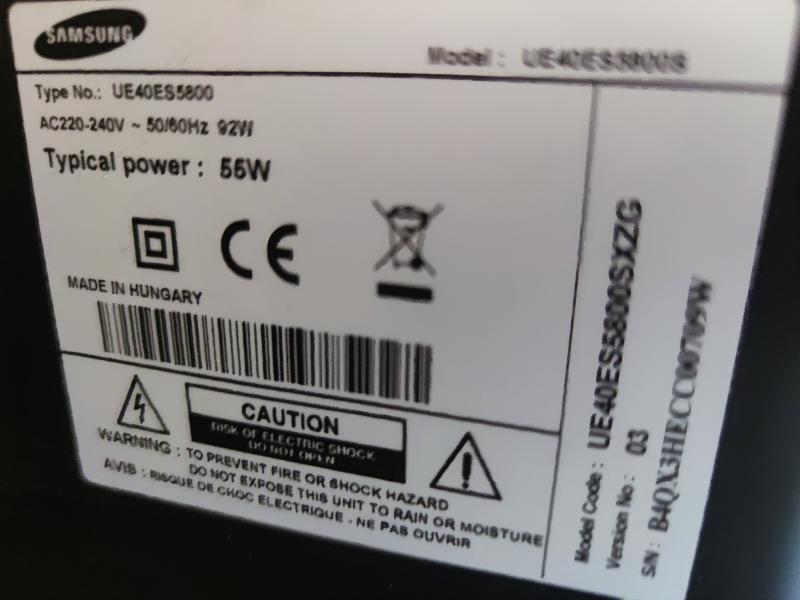 SAMSUNG
Model : UE40ES5800S
Type No.: UE40ES5800
AC220-240V ~ 50/60Hz 92W
Typical power : 55W
MADE IN HUNGARY
CAUTION
RISK OF ELECTRIC SHOCK
DO NOT OPEN
WARNING : TO PREVENT FIRE OR SHOCK HAZARD
DO NOT EXPOSE THIS UNIT TO RAIN OR MOISTURE
AVIS : RISQUE DE CHOC ELECTRIQUE - NE PAS OUVRIR
Model Code : UE40ES5800SXZG
Version No : 03
S/N :